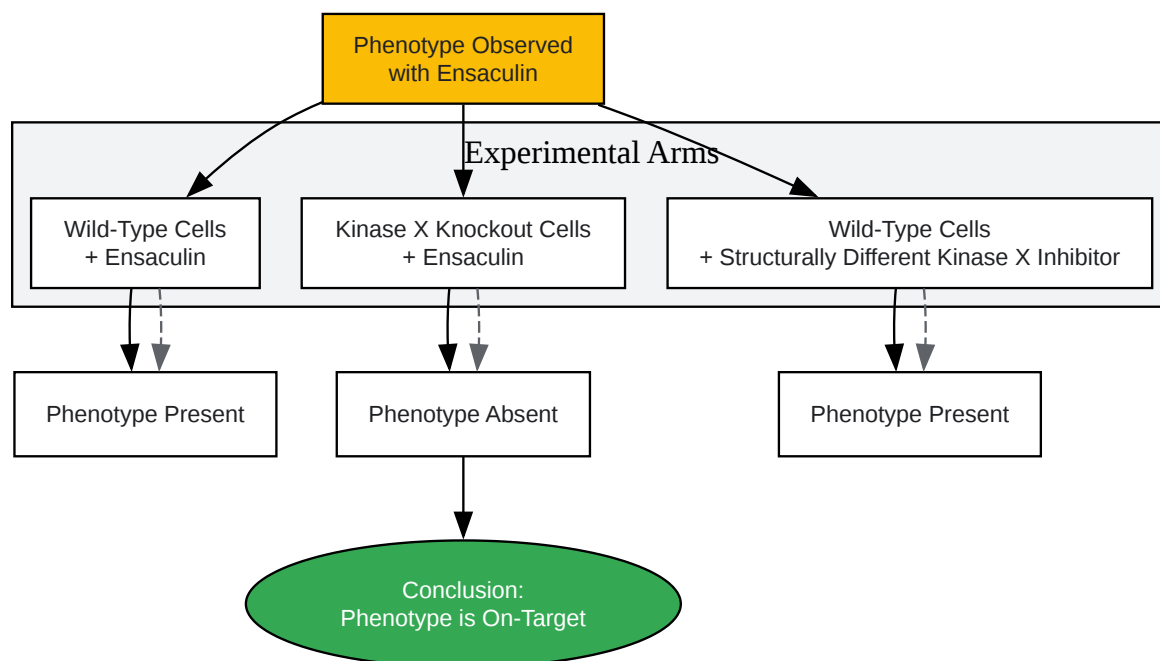 Phenotype Observed
with Ensaculin
Experimental Arms
Wild-Type Cells
+ Ensaculin
Kinase X Knockout Cells
+ Ensaculin
Wild-Type Cells
+ Structurally Different Kinase X Inhibitor
Phenotype Present
Phenotype Absent
Phenotype Present
Conclusion:
Phenotype is On-Target